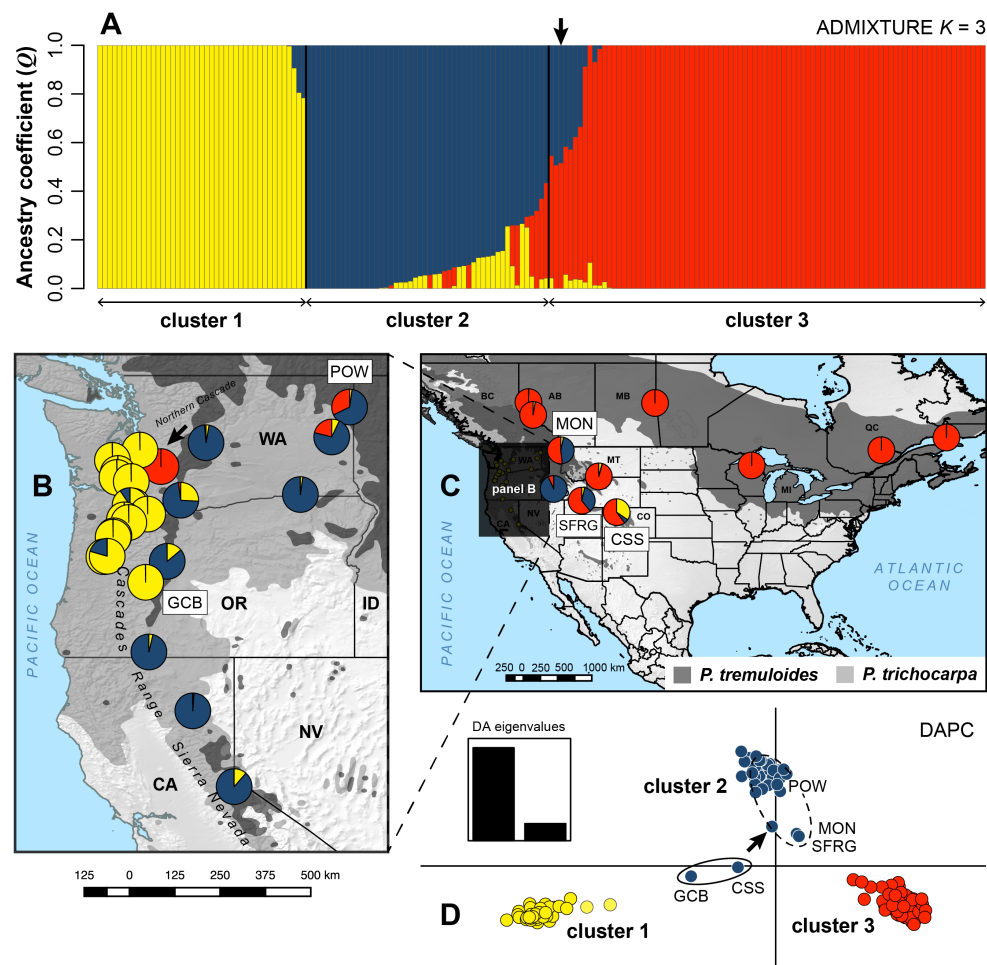 A
ADMIXTURE K = 3
Ancestry coefficient (Q)
1.0
0.8
0.6
0.4
0.2
0.0
cluster 1
cluster 2
cluster 3
B
POW
Northern Cascade
WA
PACIFIC OCEAN
Cascades
Range
GCB
OR
ID
Sierra Nevada
NV
CA
125 0 125 250 375 500 km
C
BC
AB
MB
QC
MON
WA
MT
MI
panel B
NV
CA
SFRG
CO
CSS
PACIFIC OCEAN
ATLANTIC
OCEAN
250 0 250 500 1000 km
P. tremuloides
P. trichocarpa
DAPC
DA eigenvalues
cluster 2
POW
MON
SFRG
GCB
CSS
D
cluster 1
cluster 3